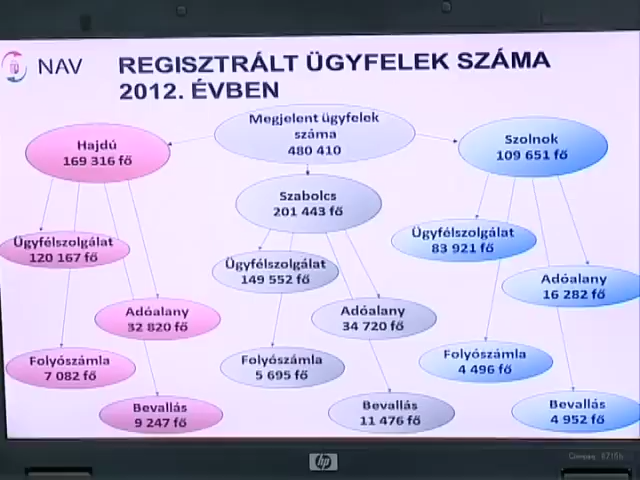 NAV
REGISZTRÁLT ÜGYFELEK SZÁMA
2012. ÉVBEN
Megjelent ügyfelek
száma
480 410
Hajdú
169 316 fő
Szolnok
109 651 fő
Szabolcs
201 443 fő
Ügyfélszolgálat
120 167 fő
Ügyfélszolgálat
149 552 fő
Ügyfélszolgálat
83 921 fő
Adóalany
32 820 fő
Adóalany
34 720 fő
Adóalany
16 282 fő
Folyószámla
7 082 fő
Folyószámla
5 695 fő
Folyószámla
4 496 fő
Bevallás
9 247 fő
Bevallás
11 476 fő
Bevallás
4 952 fő
hp
Compaq 6715b